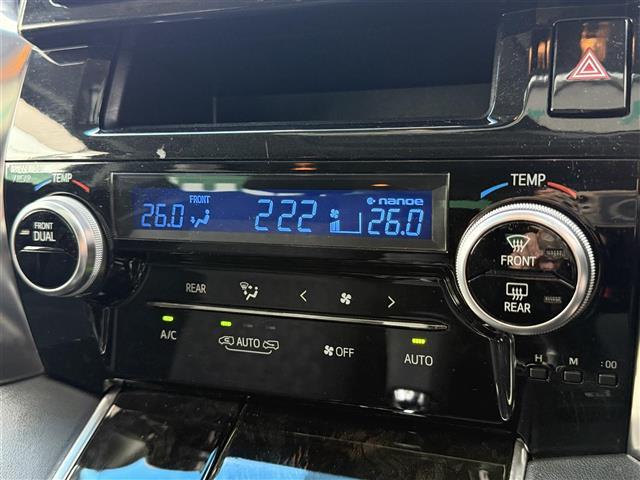 TEMP
TEMP
FRONT
nanoe
26.0
222
26.0
FRONT
DUAL
FRONT
REAR
REAR
A/C
AUTO
OFF
AUTO
H
M
:00